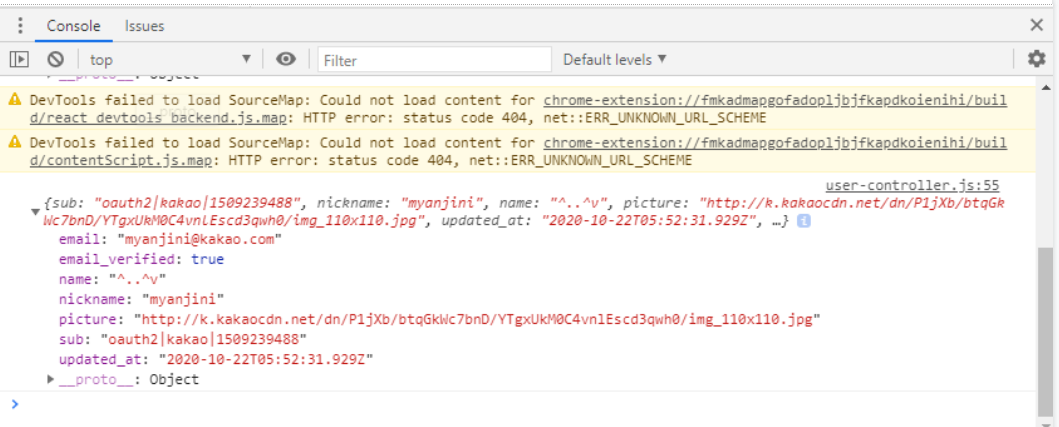 Console Issues
top Filter Default levels ▼
▶ __proto__: Object
DevTools failed to load SourceMap: Could not load content for chrome-extension://fmkadmapgofadopljbjfkapdkoienihi/buil
d/react_devtools_backend.js.map: HTTP error: status code 404, net::ERR_UNKNOWN_URL_SCHEME
DevTools failed to load SourceMap: Could not load content for chrome-extension://fmkadmapgofadopljbjfkapdkoienihi/buil
d/contentScript.js.map: HTTP error: status code 404, net::ERR_UNKNOWN_URL_SCHEME
user-controller.js:55
{sub: "oauth2|kakao|1509239488", nickname: "myanjini", name: "^..^v", picture: "http://k.kakaocdn.net/dn/P1jXb/btqGk
Wc7bnD/YTgxUkM0C4vnlEscd3qwh0/img_110x110.jpg", updated_at: "2020-10-22T05:52:31.929Z", …}
email: "myanjini@kakao.com"
email_verified: true
name: "^..^v"
nickname: "myanjini"
picture: "http://k.kakaocdn.net/dn/P1jXb/btqGkWc7bnD/YTgxUkM0C4vnlEscd3qwh0/img_110x110.jpg"
sub: "oauth2|kakao|1509239488"
updated_at: "2020-10-22T05:52:31.929Z"
▶ __proto__: Object
>